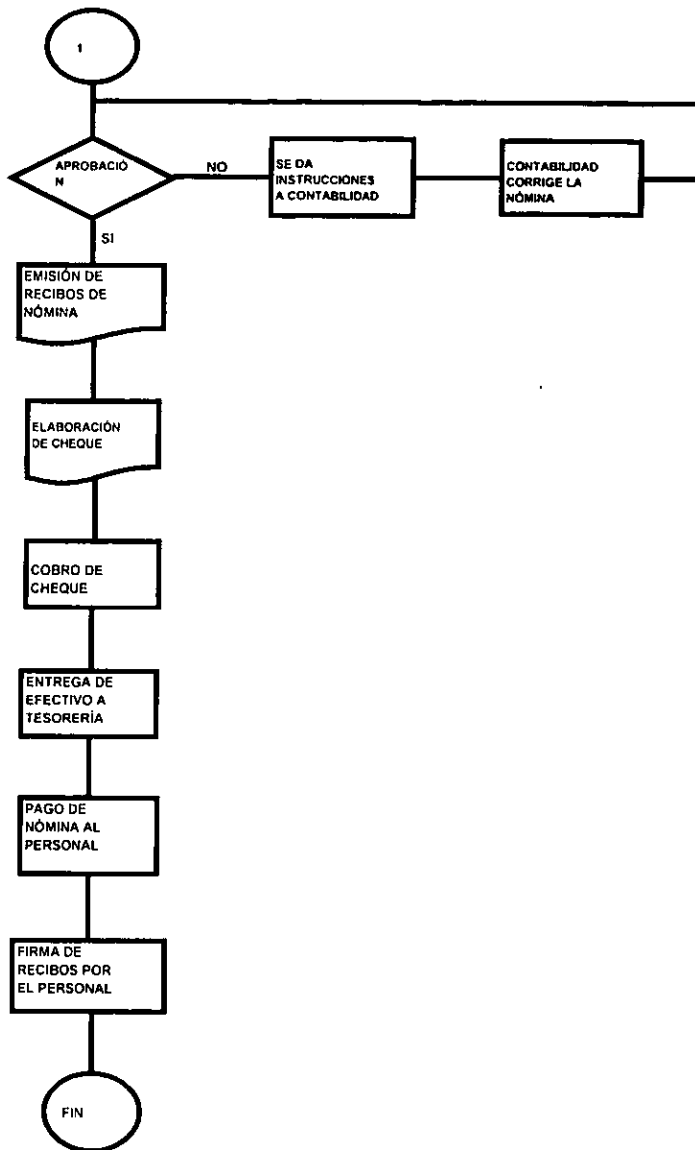 1
APROBACIÓ
N
NO
SE DA
INSTRUCCIONES
A CONTABILIDAD
CONTABILIDAD
CORRIGE LA
NÓMINA
SI
EMISIÓN DE
RECIBOS DE
NÓMINA
ELABORACIÓN
DE CHEQUE
COBRO DE
CHEQUE
ENTREGA DE
EFECTIVO A
TESORERÍA
PAGO DE
NÓMINA AL
PERSONAL
FIRMA DE
RECIBOS POR
EL PERSONAL
FIN